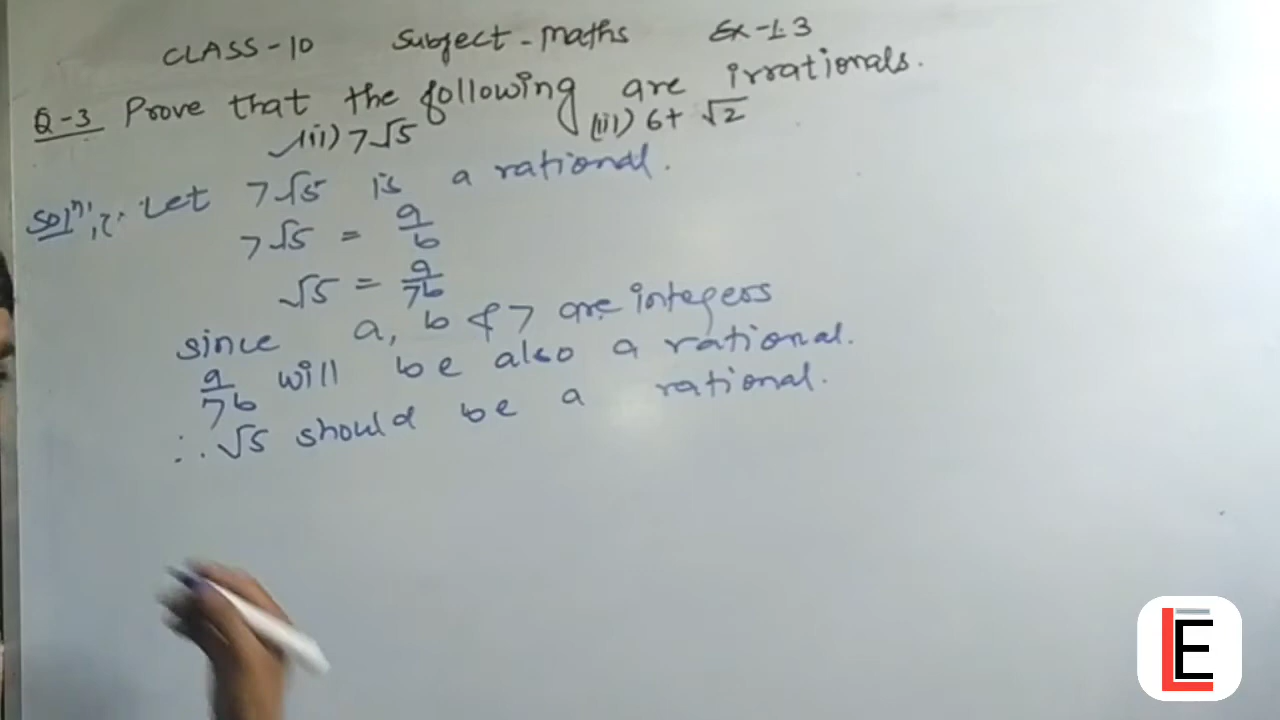 CLASS-10 Subject-maths Ex-1.3
Q-3 Prove that the following are irrationals.
(ii) 7√5 (iii) 6+ √2
Solⁿ:- Let 7√5 is a rational.
7√5 = a/b
√5 = a/7b
since a, b & 7 are integers
a/7b will be also a rational.
∴ √5 should be a rational.
LE